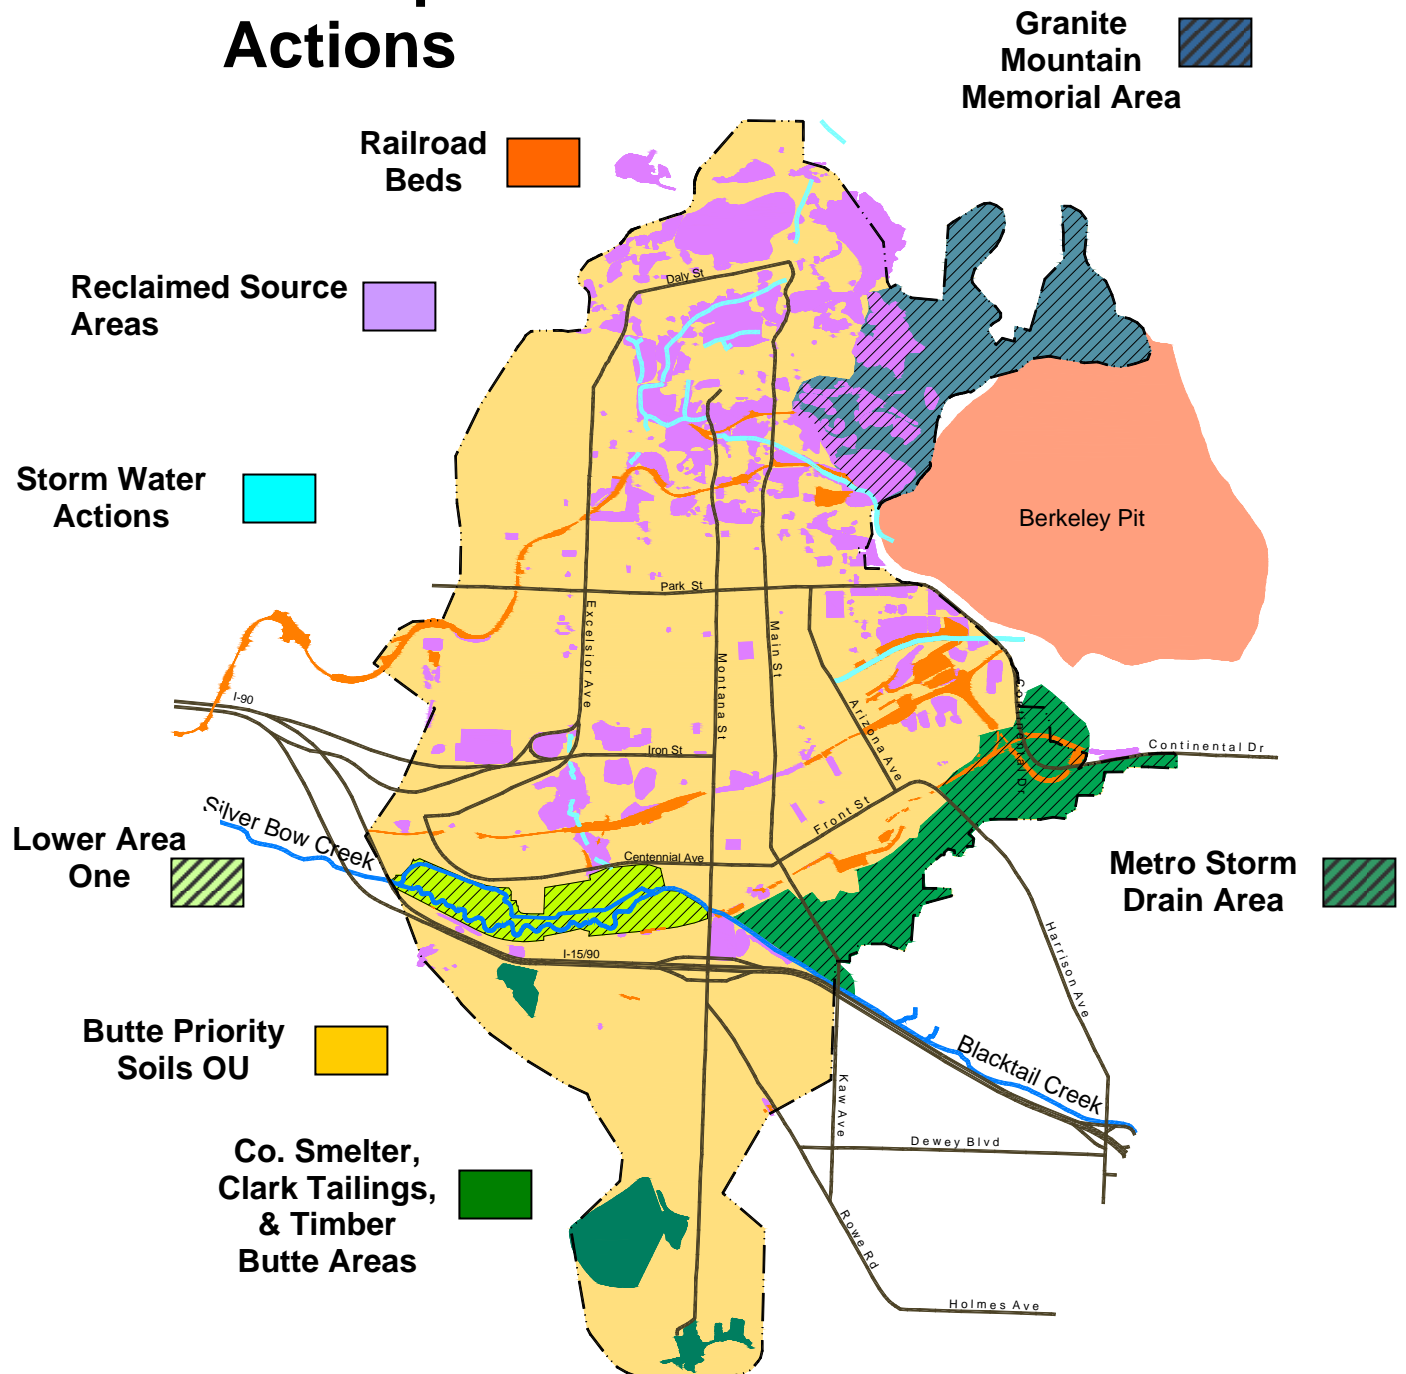 Actions
Granite
Mountain
Memorial Area
Railroad
Beds
Daly St
Reclaimed Source
Areas
Storm Water
Actions
Berkeley Pit
Park St
Excelsior Ave
Main St
Montana St
I-90
Arizona Ave
Continental Dr
Iron St
Continental Dr
Silver Bow Creek
Front St
Lower Area
One
Centennial Ave
Metro Storm
Drain Area
Harrison Ave
I-15/90
Butte Priority
Soils OU
Blacktail Creek
Kaw Ave
Dewey Blvd
Co. Smelter,
Clark Tailings,
& Timber
Butte Areas
Rowe Rd
Holmes Ave